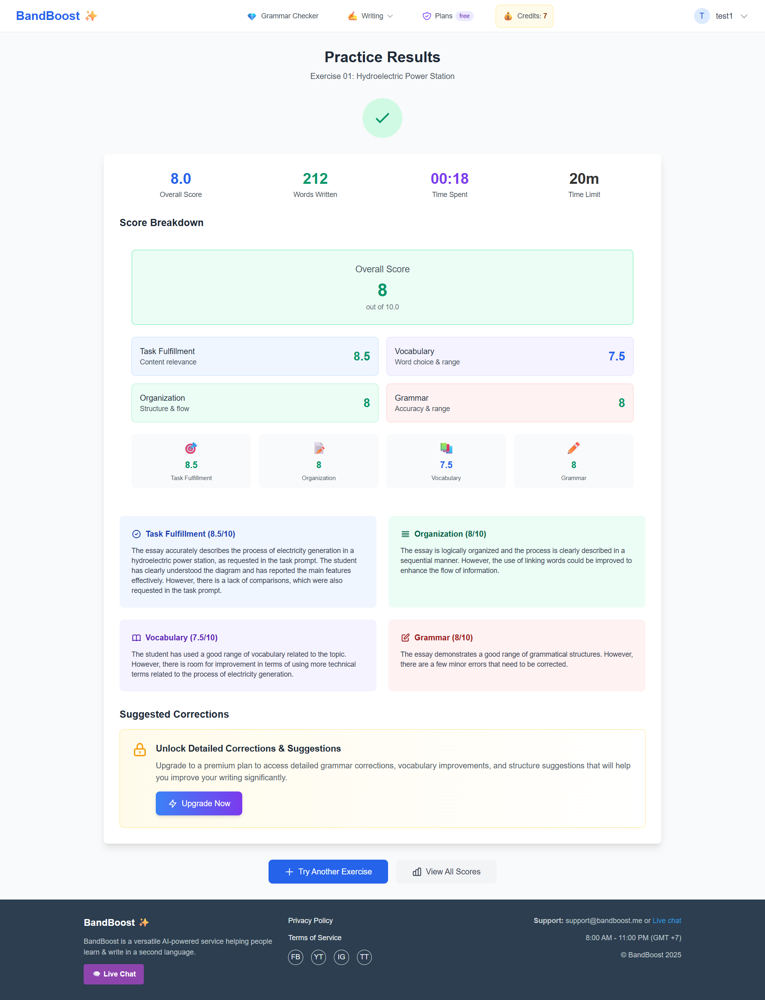 BandBoost ✨
Grammar Checker
Writing
Plans free
Credits: 7
T test1
Practice Results
Exercise 01: Hydroelectric Power Station
8.0
Overall Score
212
Words Written
00:18
Time Spent
20m
Time Limit
Score Breakdown
Overall Score
8
out of 10.0
Task Fulfillment
Content relevance
8.5
Vocabulary
Word choice & range
7.5
Organization
Structure & flow
8
Grammar
Accuracy & range
8
8.5
Task Fulfillment
8
Organization
7.5
Vocabulary
8
Grammar
Task Fulfillment (8.5/10)
The essay accurately describes the process of electricity generation in a
hydroelectric power station, as requested in the task prompt. The student
has clearly understood the diagram and has reported the main features
effectively. However, there is a lack of comparisons, which were also
requested in the task prompt.
Organization (8/10)
The essay is logically organized and the process is clearly described in a
sequential manner. However, the use of linking words could be improved to
enhance the flow of information.
Vocabulary (7.5/10)
The student has used a good range of vocabulary related to the topic.
However, there is room for improvement in terms of using more technical
terms related to the process of electricity generation.
Grammar (8/10)
The essay demonstrates a good range of grammatical structures. However,
there are a few minor errors that need to be corrected.
Suggested Corrections
Unlock Detailed Corrections & Suggestions
Upgrade to a premium plan to access detailed grammar corrections, vocabulary improvements, and structure suggestions that will help
you improve your writing significantly.
Upgrade Now
Try Another Exercise
View All Scores
BandBoost ✨
BandBoost is a versatile AI-powered service helping people
learn & write in a second language.
Live Chat
Privacy Policy
Terms of Service
FB YT IG TT
Support: support@bandboost.me or Live chat
8:00 AM - 11:00 PM (GMT +7)
© BandBoost 2025